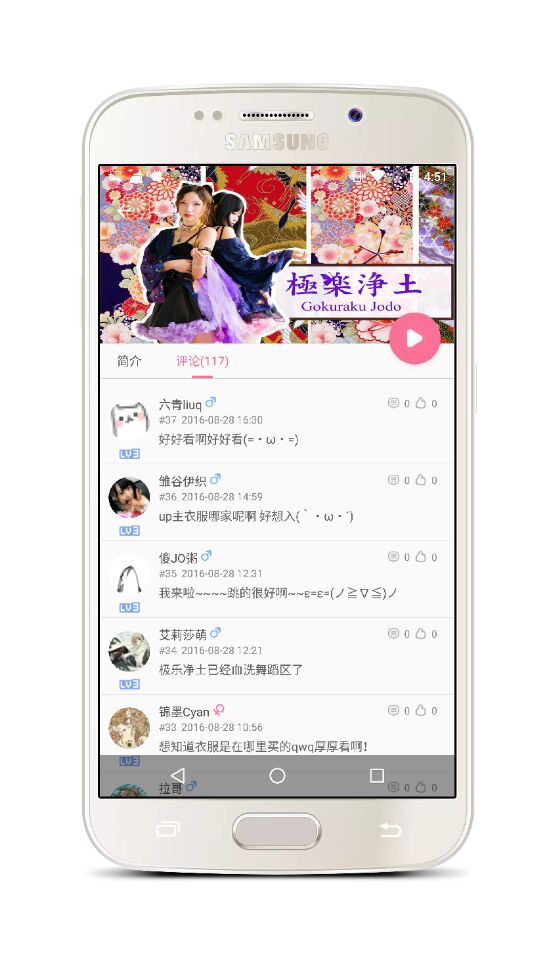 SAMSUNG
4:51
極楽浄土
Gokuraku Jodo
简介
评论(117)
六青liuq
0 0
#37 2016-08-28 16:30
好好看啊好好看(=・ω・=)
LV3
雏谷伊织
0 0
#36 2016-08-28 14:59
up主衣服哪家呢啊 好想入(｀・ω・´)
LV3
傻JO粥
0 0
#35 2016-08-28 12:31
我来啦~~~~跳的很好啊~~ε=ε=(ノ≧∇≦)ノ
LV3
艾莉莎萌
0 0
#34 2016-08-28 12:21
极乐净土已经血洗舞蹈区了
LV3
锦墨Cyan
0 0
#33 2016-08-28 10:56
想知道衣服是在哪里买的qwq厚厚看啊！
LV3
拉哥
0 0